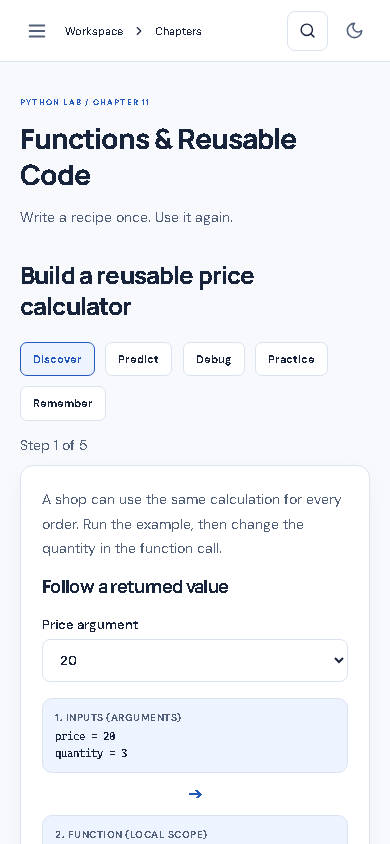 Workspace > Chapters
PYTHON LAB / CHAPTER 11
Functions & Reusable
Code
Write a recipe once. Use it again.
Build a reusable price
calculator
Discover Predict Debug Practice
Remember
Step 1 of 5
A shop can use the same calculation for every
order. Run the example, then change the
quantity in the function call.
Follow a returned value
Price argument
20
1. INPUTS (ARGUMENTS)
price = 20
quantity = 3
→
2. FUNCTION (LOCAL SCOPE)